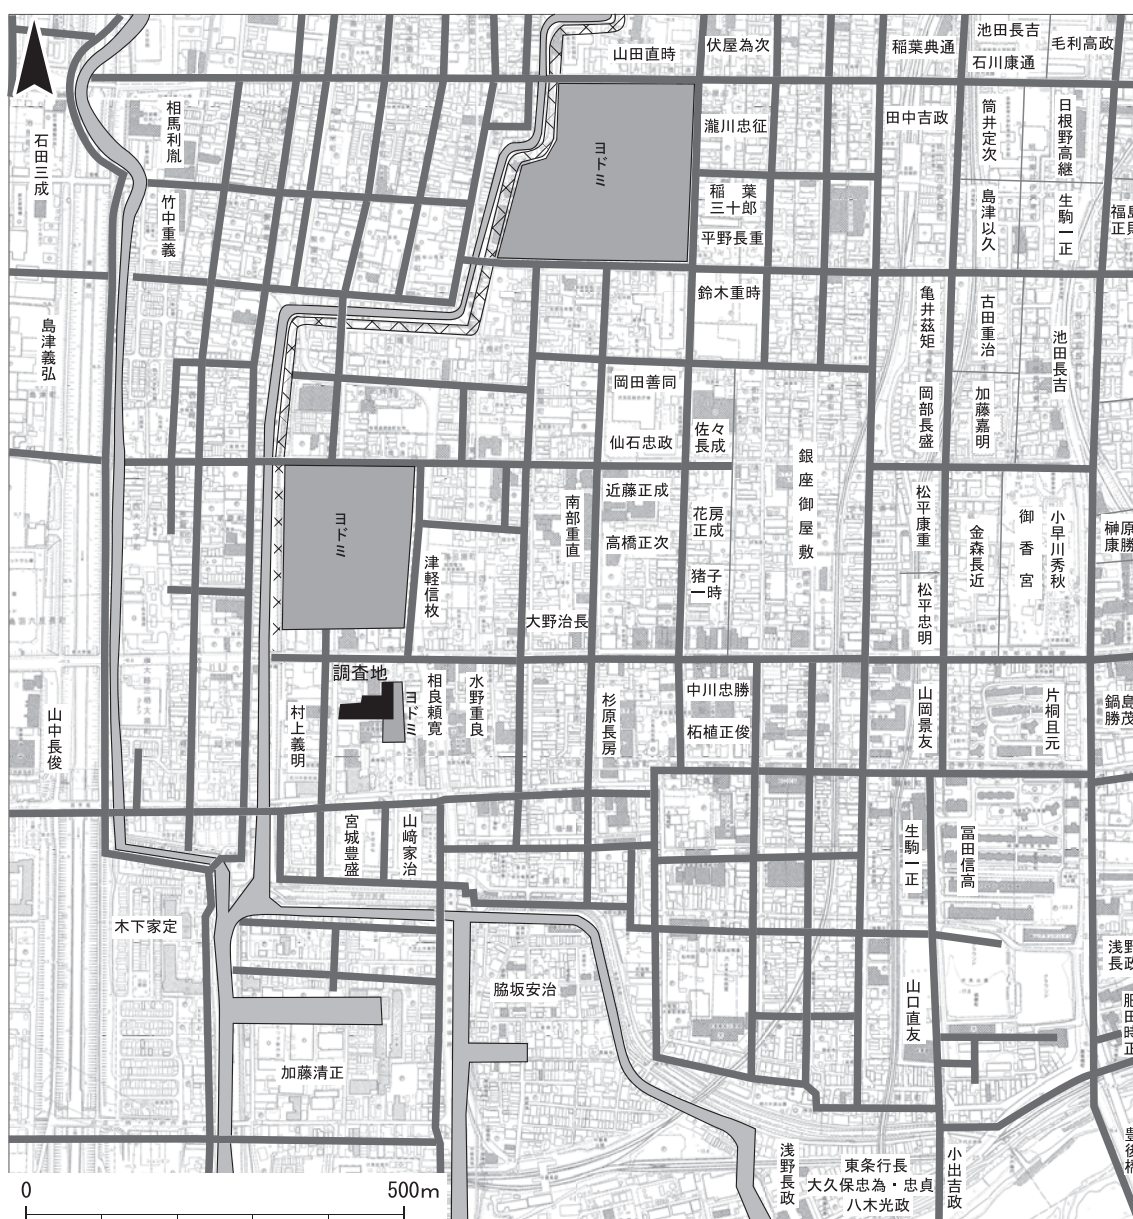 山田直時
伏屋為次
稲葉典通
池田長吉
石川康通
毛利高政
石田三成
相馬利胤
ヨドミ
瀧川忠征
田中吉政
筒井定次
日根野高継
竹中重義
稲葉
三十郎
平野長重
島津以久
生駒一正
福島
正則
島津義弘
鈴木重時
亀井茲矩
古田重治
池田長吉
岡田善同
仙石忠政
佐々
長成
岡部長盛
加藤嘉明
銀座御屋敷
ヨドミ
津軽信枚
南部重直
近藤正成
高橋正次
花房
正成
猪子
一時
大野治長
松平康重
松平忠明
金森長近
御香宮
小早川秀秋
榊原
康勝
調査地
ヨドミ
山中長俊
村上義明
相良頼寛
水野重良
杉原長房
中川忠勝
柘植正俊
山岡景友
片桐且元
鍋島
勝茂
宮城豊盛
山﨑家治
生駒一正
冨田信高
木下家定
脇坂安治
山口直友
浅野
長政
加藤清正
浅野長政
東条行長
大久保忠為・忠貞
八木光政
小出吉政
0
500m